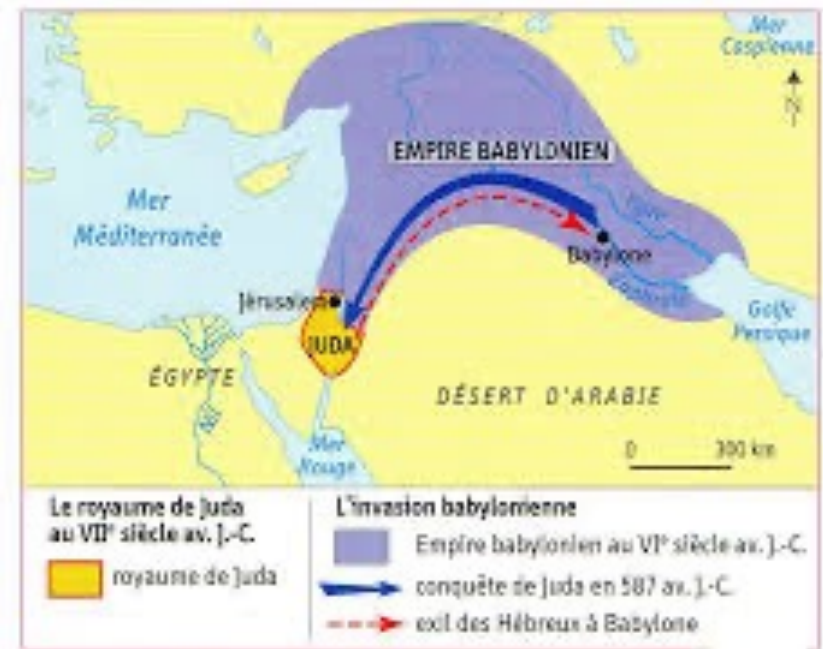 Mer
Caspienne
N
EMPIRE BABYLONIEN
Mer
Méditerranée
Tigre
Babylone
Euphrate
Jérusalem
JUDA
Golfe
Persique
ÉGYPTE
DÉSERT D'ARABIE
Mer
Rouge
0 300 km
Le royaume de Juda
au VIIe siècle av. J.-C.
royaume de Juda
L'invasion babylonienne
Empire babylonien au VIe siècle av. J.-C.
conquête de Juda en 587 av. J.-C.
exil des Hébreux à Babylone